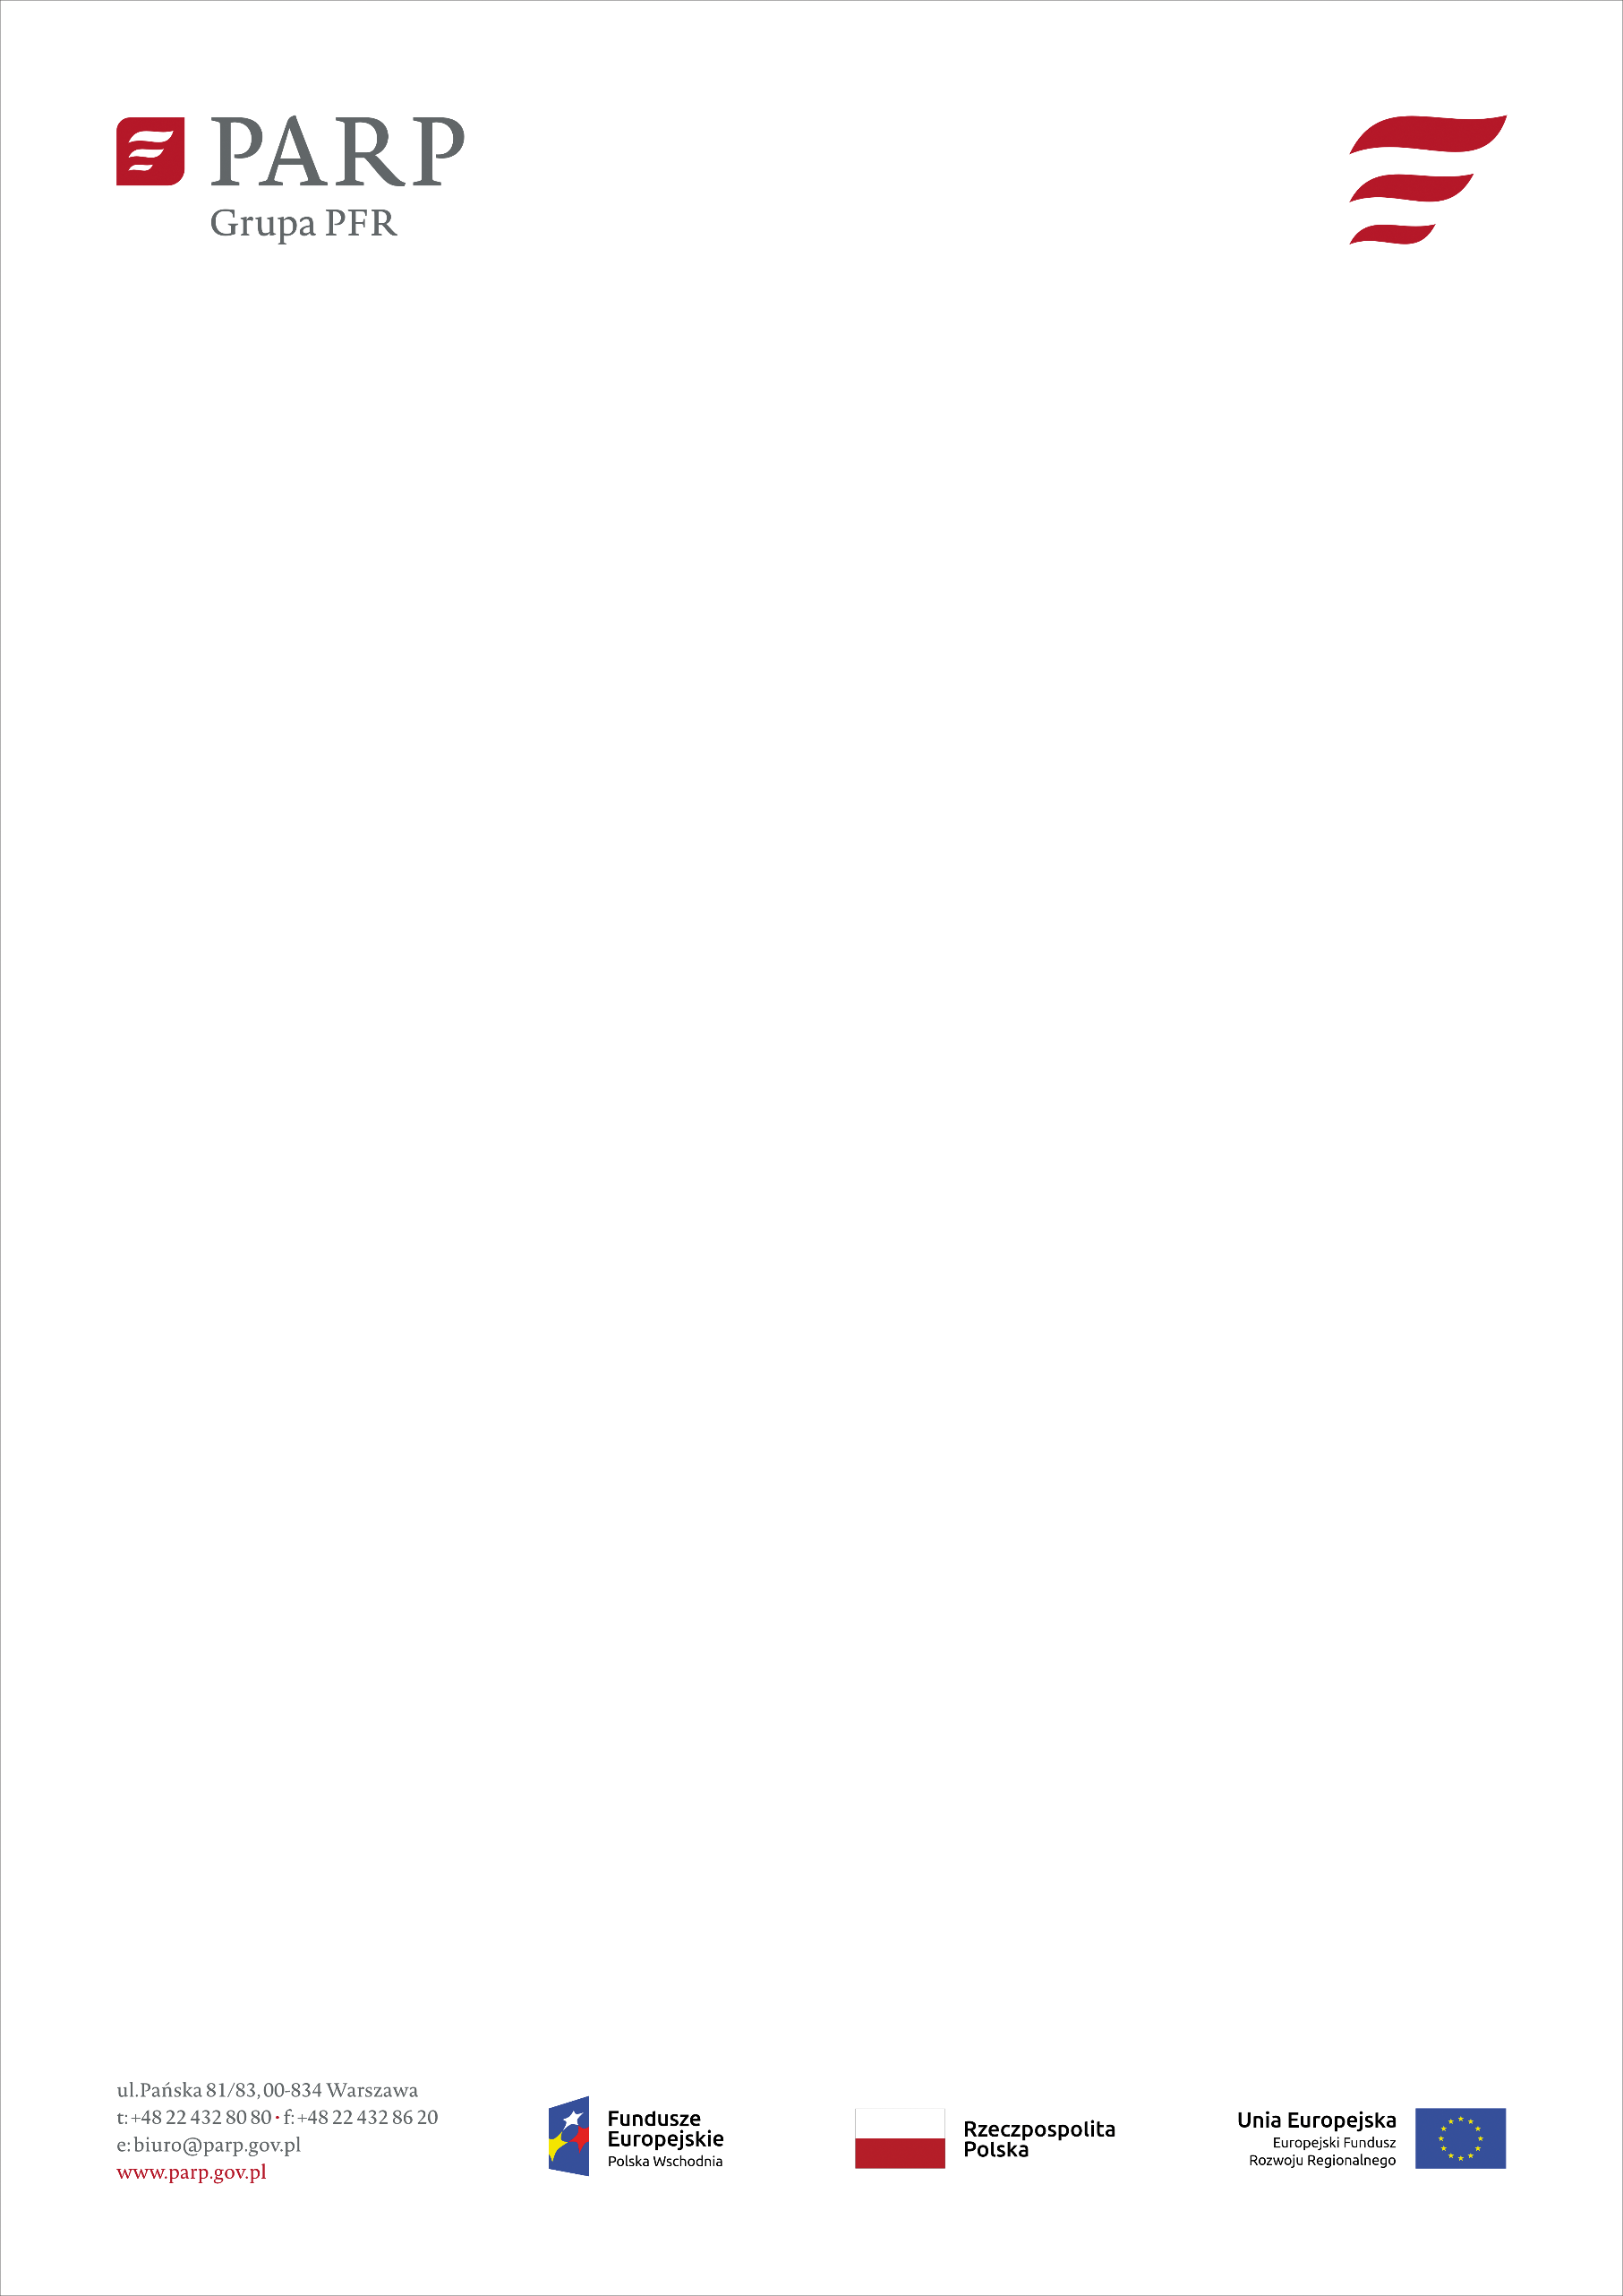 PARP
Grupa PFR
ul.Pańska 81/83, 00-834 Warszawa
t: +48 22 432 80 80 • f: +48 22 432 86 20
e: biuro@parp.gov.pl
www.parp.gov.pl
Fundusze
Europejskie
Polska Wschodnia
Rzeczpospolita
Polska
Unia Europejska
Europejski Fundusz
Rozwoju Regionalnego